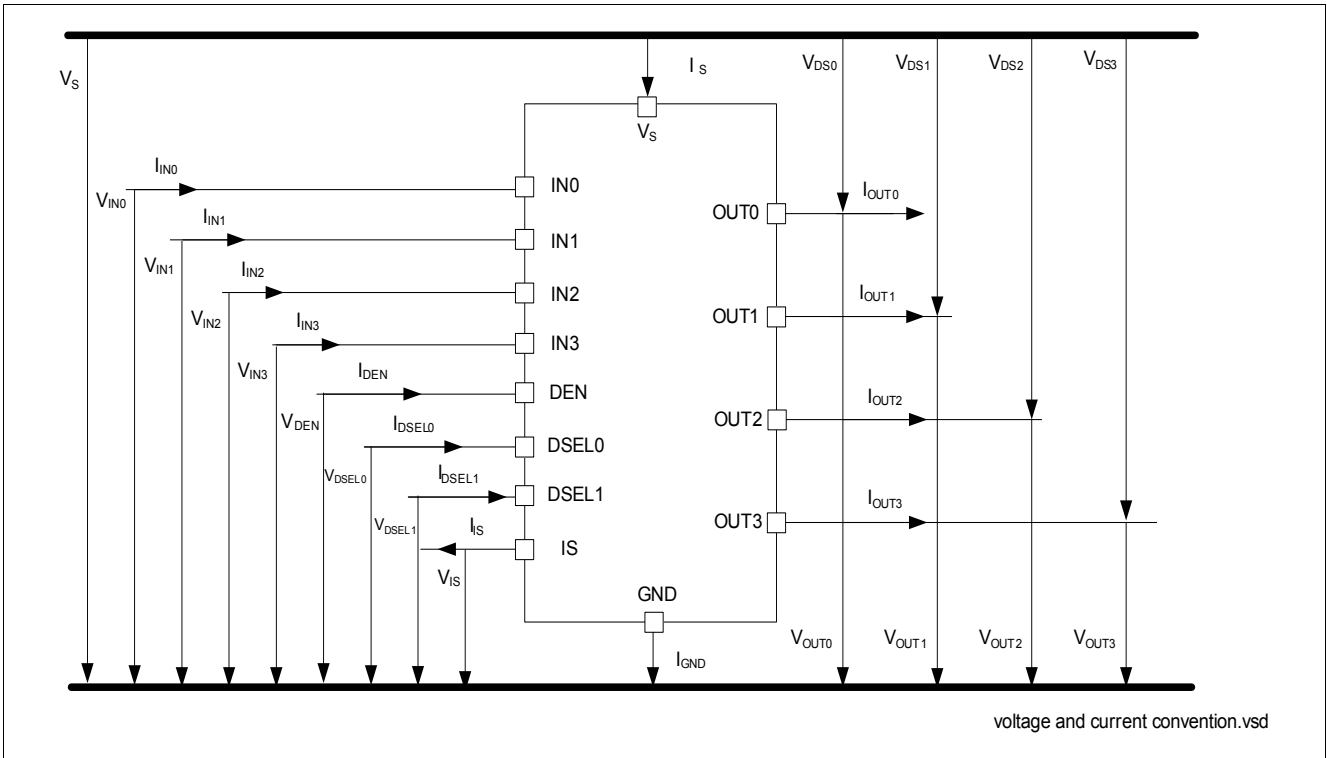 V_S
I_S
V_DS0
V_DS1
V_DS2
V_DS3
V_S
I_IN0
V_IN0
IN0
I_IN1
V_IN1
IN1
I_IN2
V_IN2
IN2
I_IN3
V_IN3
IN3
I_DEN
V_DEN
DEN
I_DSEL0
V_DSEL0
DSEL0
I_DSEL1
V_DSEL1
DSEL1
I_IS
V_IS
IS
OUT0
I_OUT0
OUT1
I_OUT1
OUT2
I_OUT2
OUT3
I_OUT3
GND
I_GND
V_OUT0
V_OUT1
V_OUT2
V_OUT3
voltage and current convention.vsd